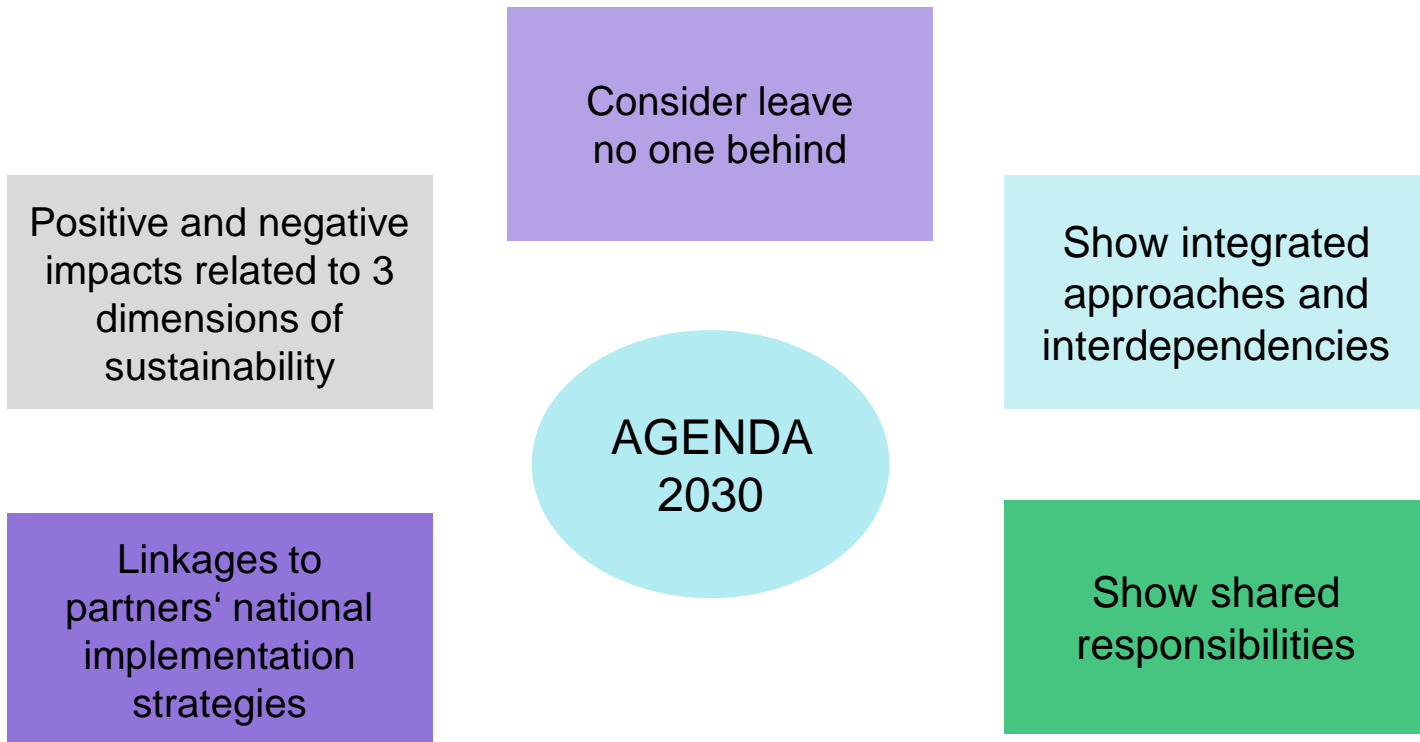 Consider leave
no one behind
Positive and negative
impacts related to 3
dimensions of
sustainability
Show integrated
approaches and
interdependencies
AGENDA
2030
Linkages to
partners‘ national
implementation
strategies
Show shared
responsibilities